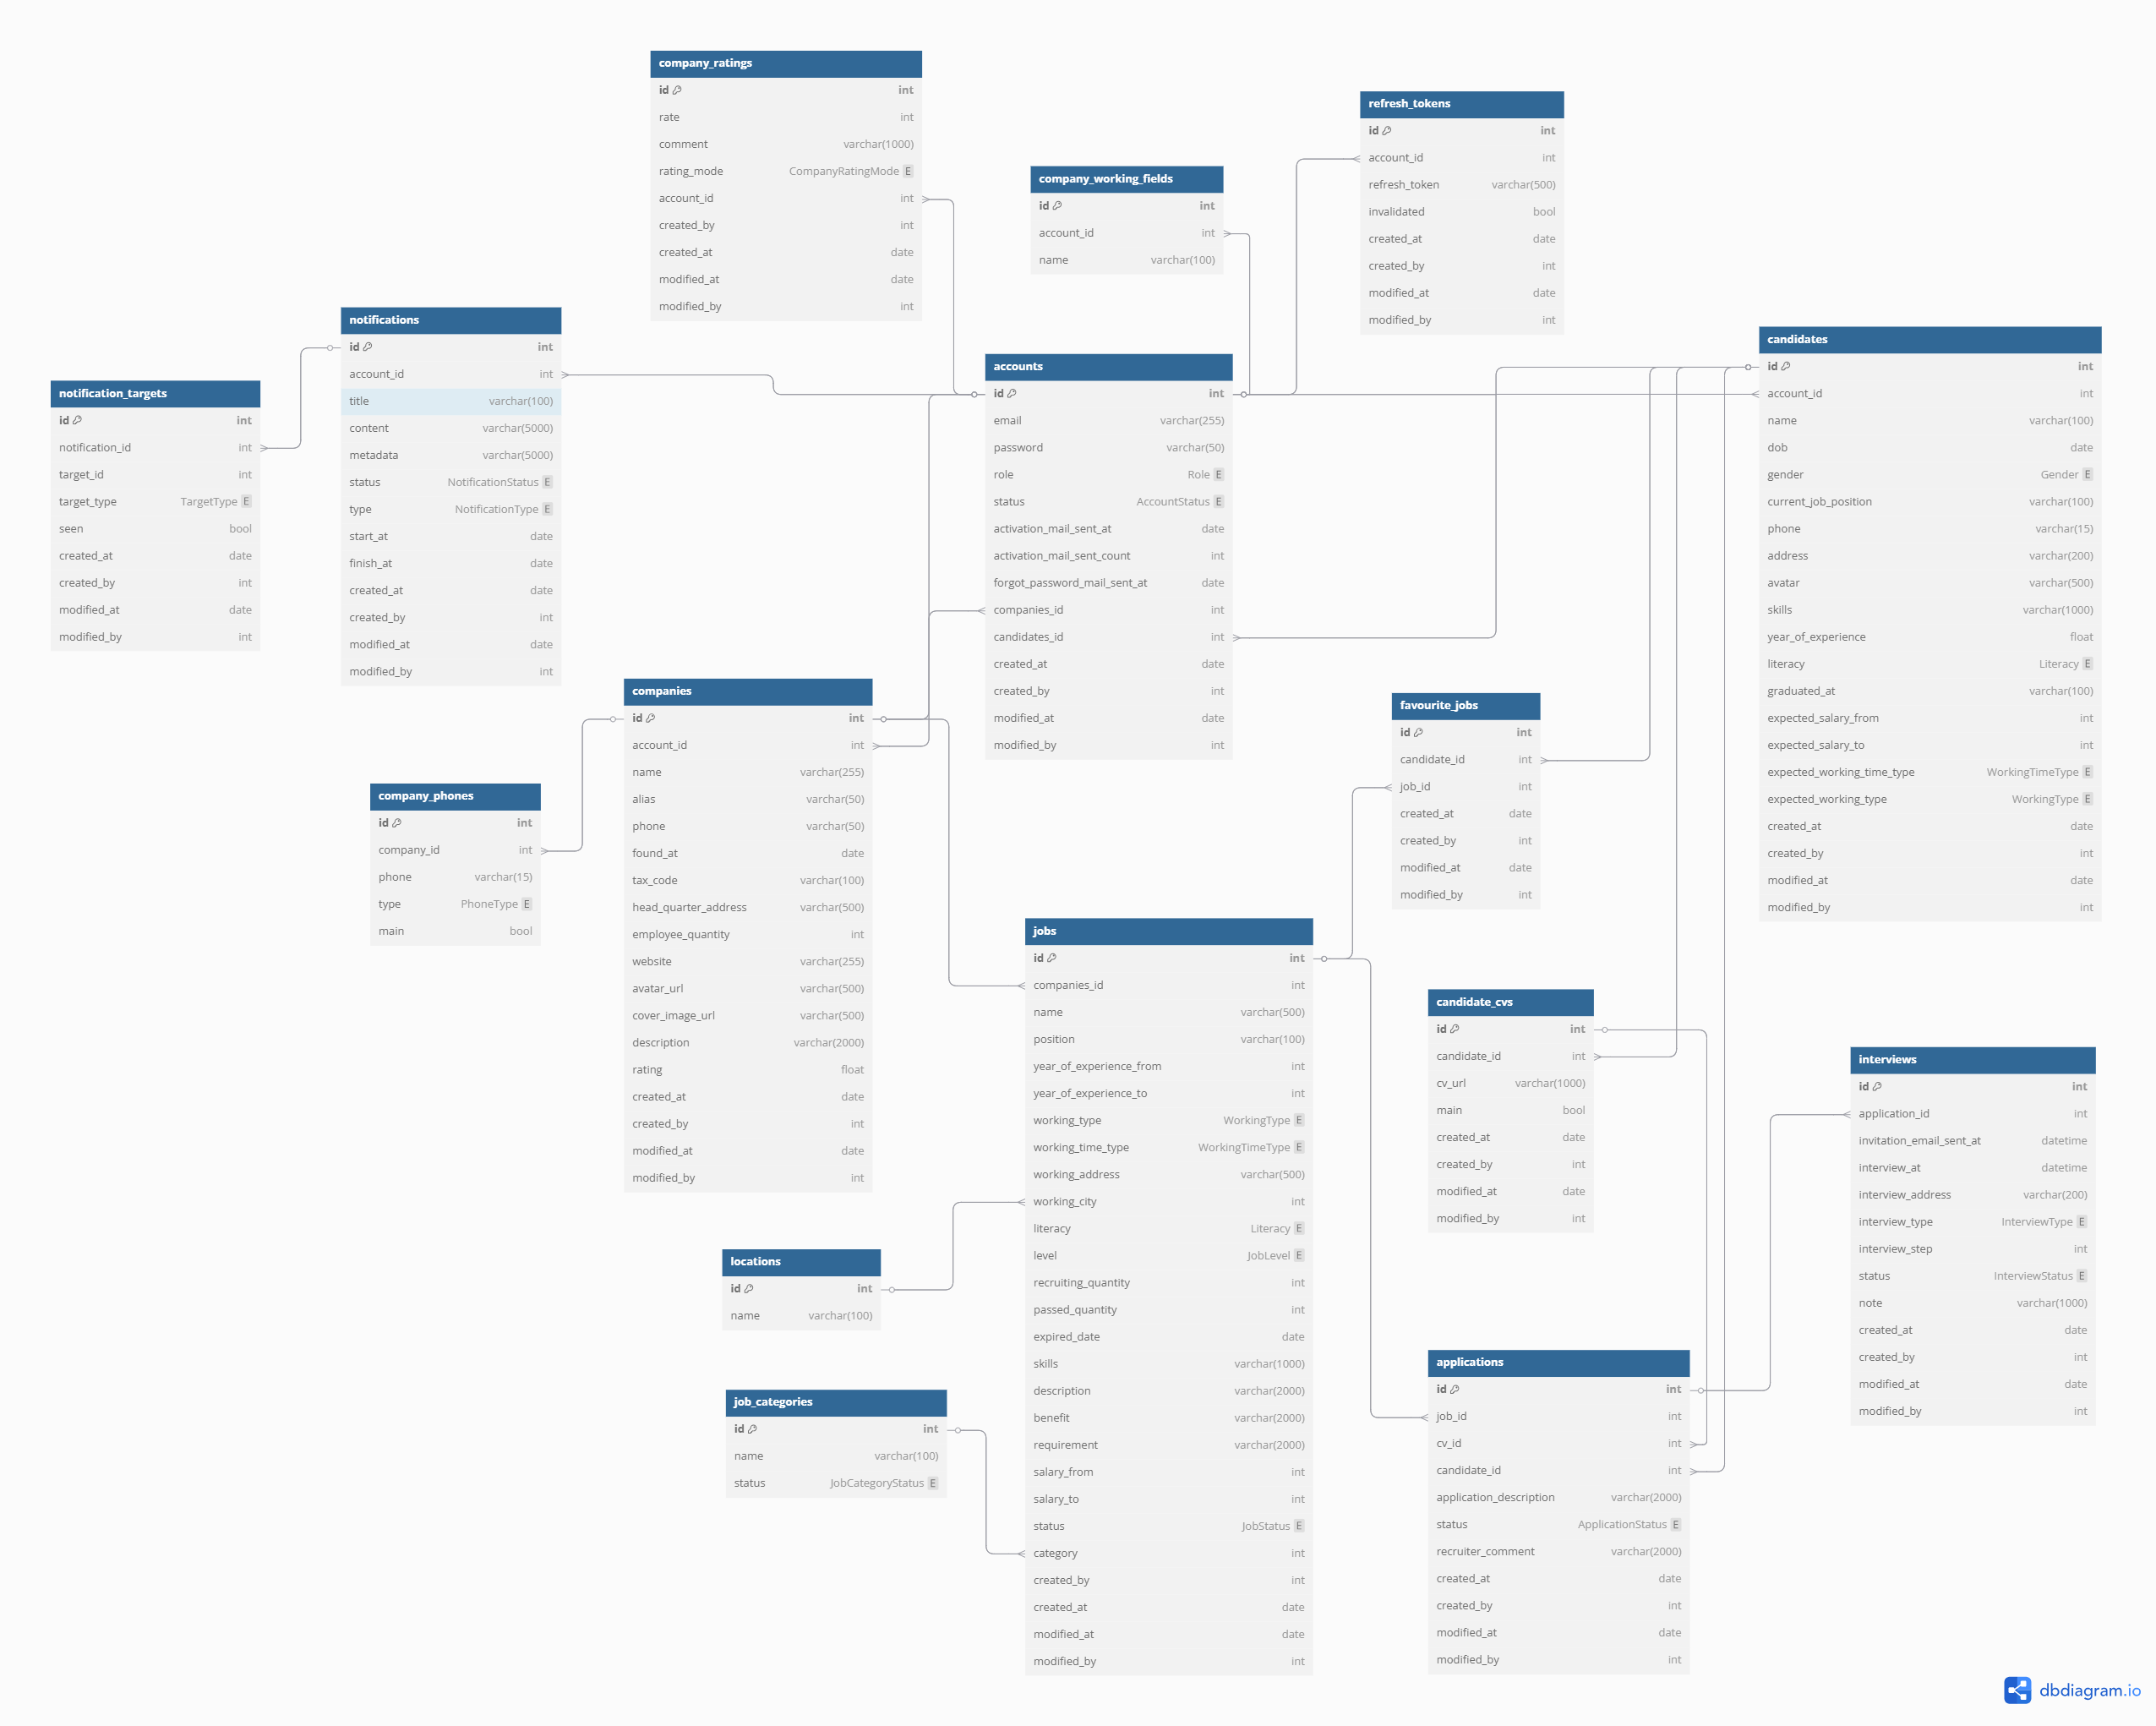 company_ratings
id int
rate int
comment varchar(1000)
rating_mode CompanyRatingMode E
account_id int
created_by int
created_at date
modified_at date
modified_by int
refresh_tokens
id int
account_id int
refresh_token varchar(500)
invalidated bool
created_at date
created_by int
modified_at date
modified_by int
company_working_fields
id int
account_id int
name varchar(100)
notifications
id int
account_id int
title varchar(100)
content varchar(5000)
metadata varchar(5000)
status NotificationStatus E
type NotificationType E
start_at date
finish_at date
created_at date
created_by int
modified_at date
modified_by int
candidates
id int
account_id int
name varchar(100)
dob date
gender Gender E
current_job_position varchar(100)
phone varchar(15)
address varchar(200)
avatar varchar(500)
skills varchar(1000)
year_of_experience float
literacy Literacy E
graduated_at varchar(100)
expected_salary_from int
expected_salary_to int
expected_working_time_type WorkingTimeType E
expected_working_type WorkingType E
created_at date
created_by int
modified_at date
modified_by int
accounts
id int
email varchar(255)
password varchar(50)
role Role E
status AccountStatus E
activation_mail_sent_at date
activation_mail_sent_count int
forgot_password_mail_sent_at date
companies_id int
candidates_id int
created_at date
created_by int
modified_at date
modified_by int
notification_targets
id int
notification_id int
target_id int
target_type TargetType E
seen bool
created_at date
created_by int
modified_at date
modified_by int
companies
id int
account_id int
name varchar(255)
alias varchar(50)
phone varchar(50)
found_at date
tax_code varchar(100)
head_quarter_address varchar(500)
employee_quantity int
website varchar(255)
avatar_url varchar(500)
cover_image_url varchar(500)
description varchar(2000)
rating float
created_at date
created_by int
modified_at date
modified_by int
favourite_jobs
id int
candidate_id int
job_id int
created_at date
created_by int
modified_at date
modified_by int
company_phones
id int
company_id int
phone varchar(15)
type PhoneType E
main bool
jobs
id int
companies_id int
name varchar(500)
position varchar(100)
year_of_experience_from int
year_of_experience_to int
working_type WorkingType E
working_time_type WorkingTimeType E
working_address varchar(500)
working_city int
literacy Literacy E
level JobLevel E
recruiting_quantity int
passed_quantity int
expired_date date
skills varchar(1000)
description varchar(2000)
benefit varchar(2000)
requirement varchar(2000)
salary_from int
salary_to int
status JobStatus E
category int
created_by int
created_at date
modified_at date
modified_by int
candidate_cvs
id int
candidate_id int
cv_url varchar(1000)
main bool
created_at date
created_by int
modified_at date
modified_by int
interviews
id int
application_id int
invitation_email_sent_at datetime
interview_at datetime
interview_address varchar(200)
interview_type InterviewType E
interview_step int
status InterviewStatus E
note varchar(1000)
created_at date
created_by int
modified_at date
modified_by int
locations
id int
name varchar(100)
applications
id int
job_id int
cv_id int
candidate_id int
application_description varchar(2000)
status ApplicationStatus E
recruiter_comment varchar(2000)
created_at date
created_by int
modified_at date
modified_by int
job_categories
id int
name varchar(100)
status JobCategoryStatus E
dbdiagram.io